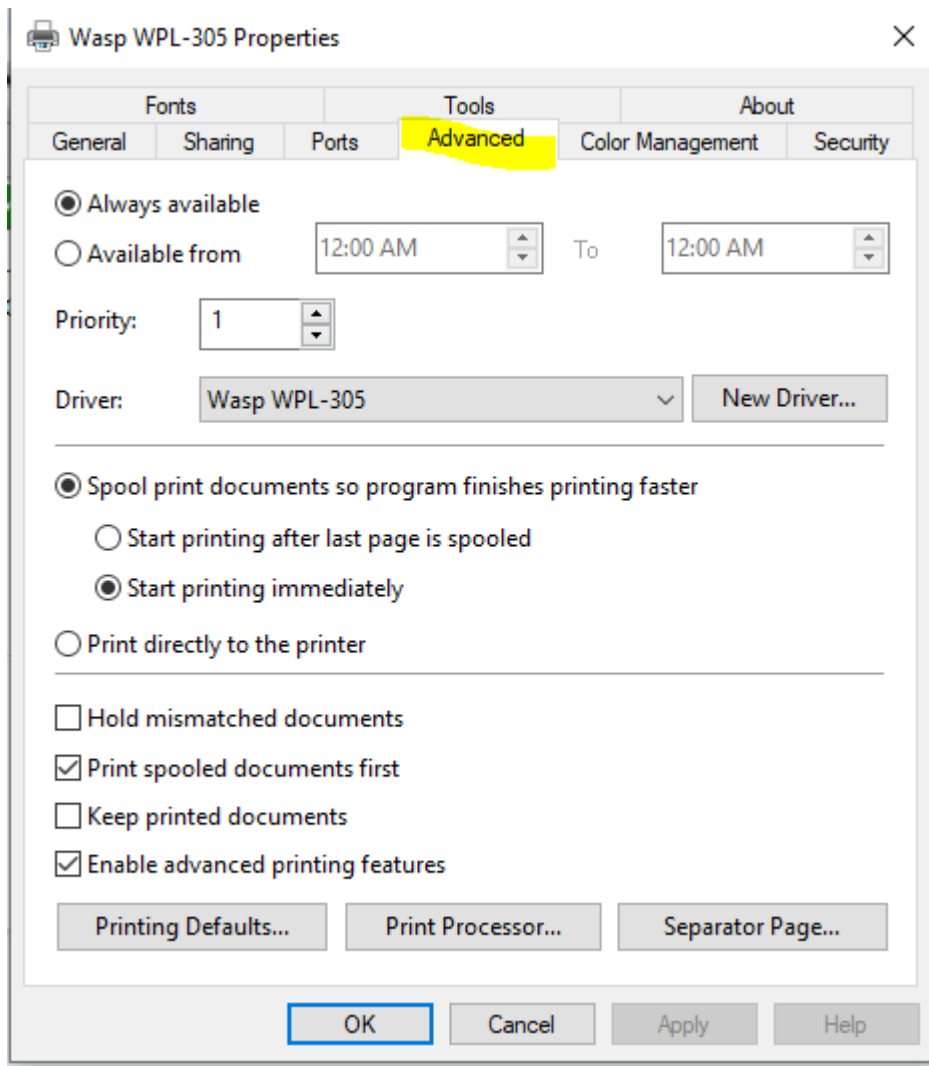 Wasp WPL-305 Properties
Fonts Tools About
General Sharing Ports Advanced Color Management Security
Always available
Available from 12:00 AM To 12:00 AM
Priority: 1
Driver: Wasp WPL-305 New Driver...
Spool print documents so program finishes printing faster
Start printing after last page is spooled
Start printing immediately
Print directly to the printer
Hold mismatched documents
Print spooled documents first
Keep printed documents
Enable advanced printing features
Printing Defaults... Print Processor... Separator Page...
OK Cancel Apply Help